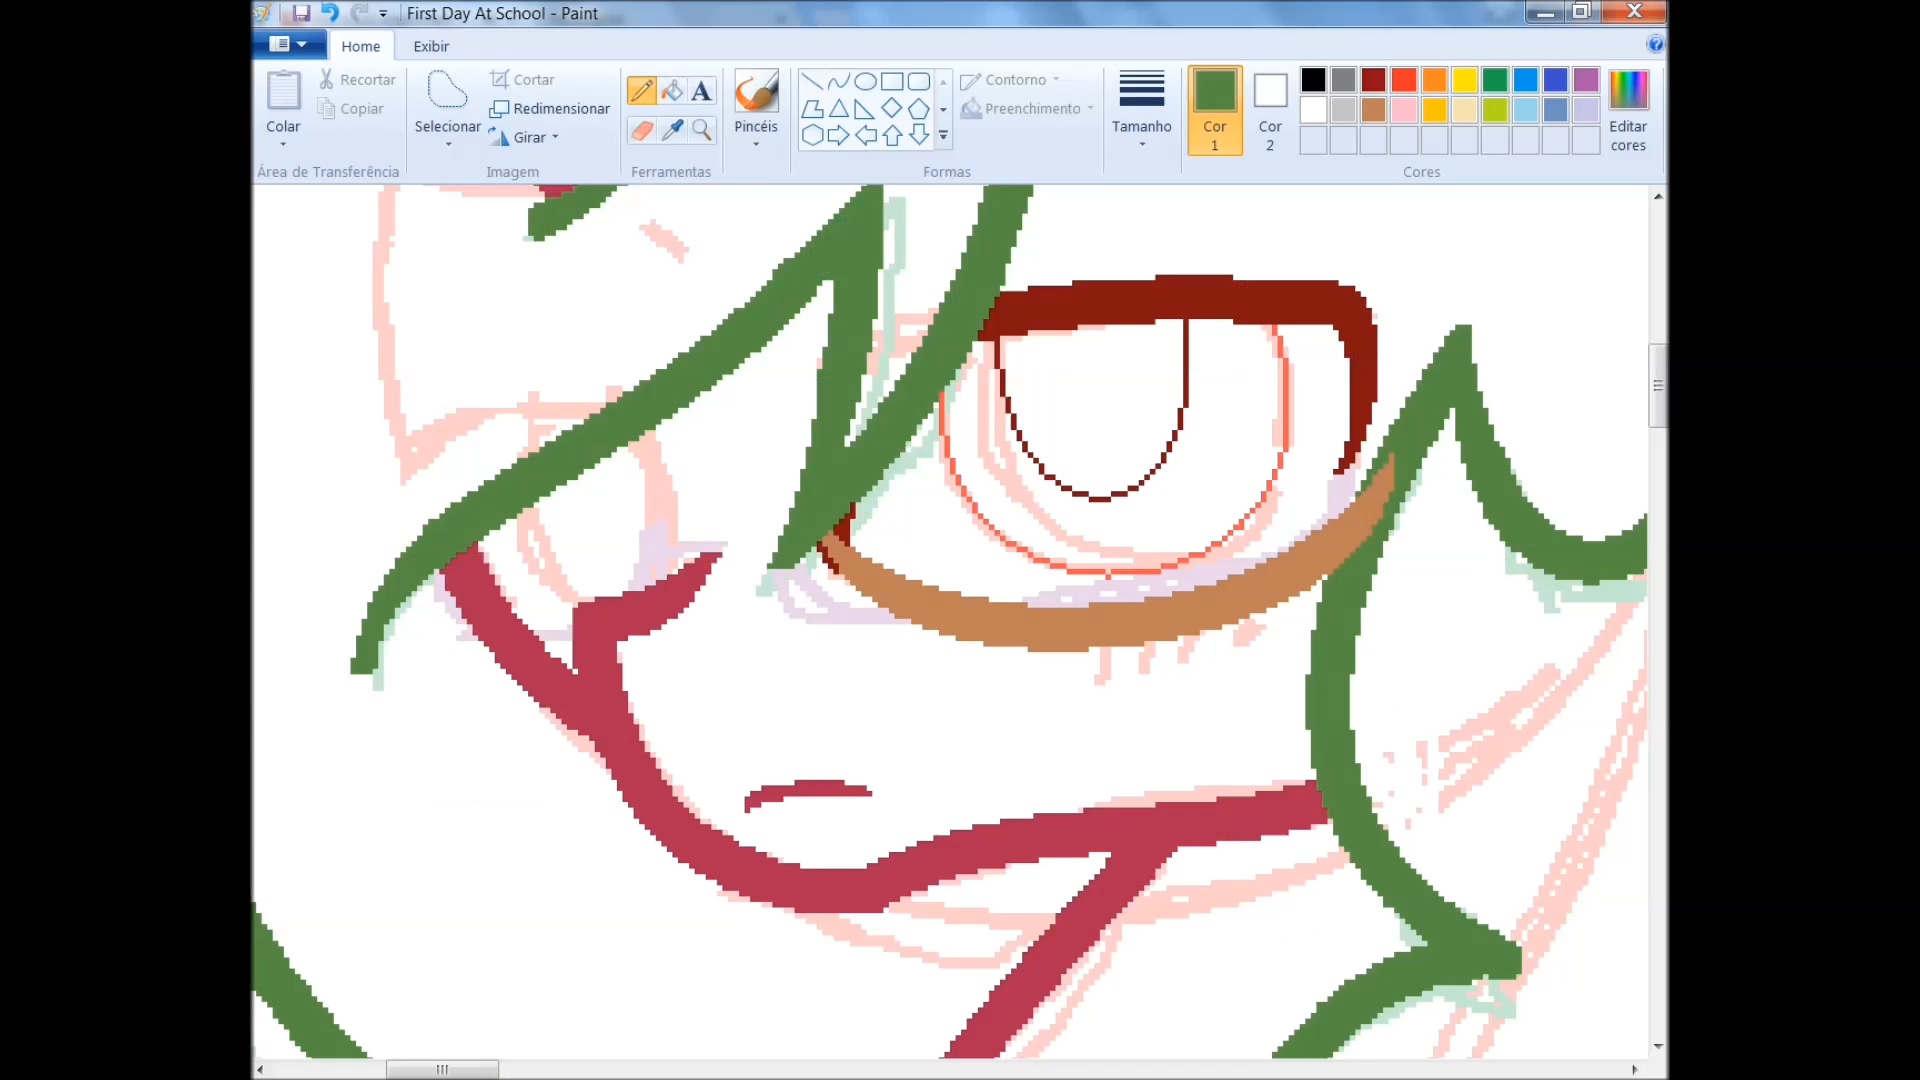 First Day At School - Paint
Home
Exibir
Colar
Recortar
Copiar
Área de Transferência
Selecionar
Cortar
Redimensionar
Girar
Imagem
A
Ferramentas
Pincéis
Contorno
Preenchimento
Formas
Tamanho
Cor
1
Cor
2
Editar
cores
Cores